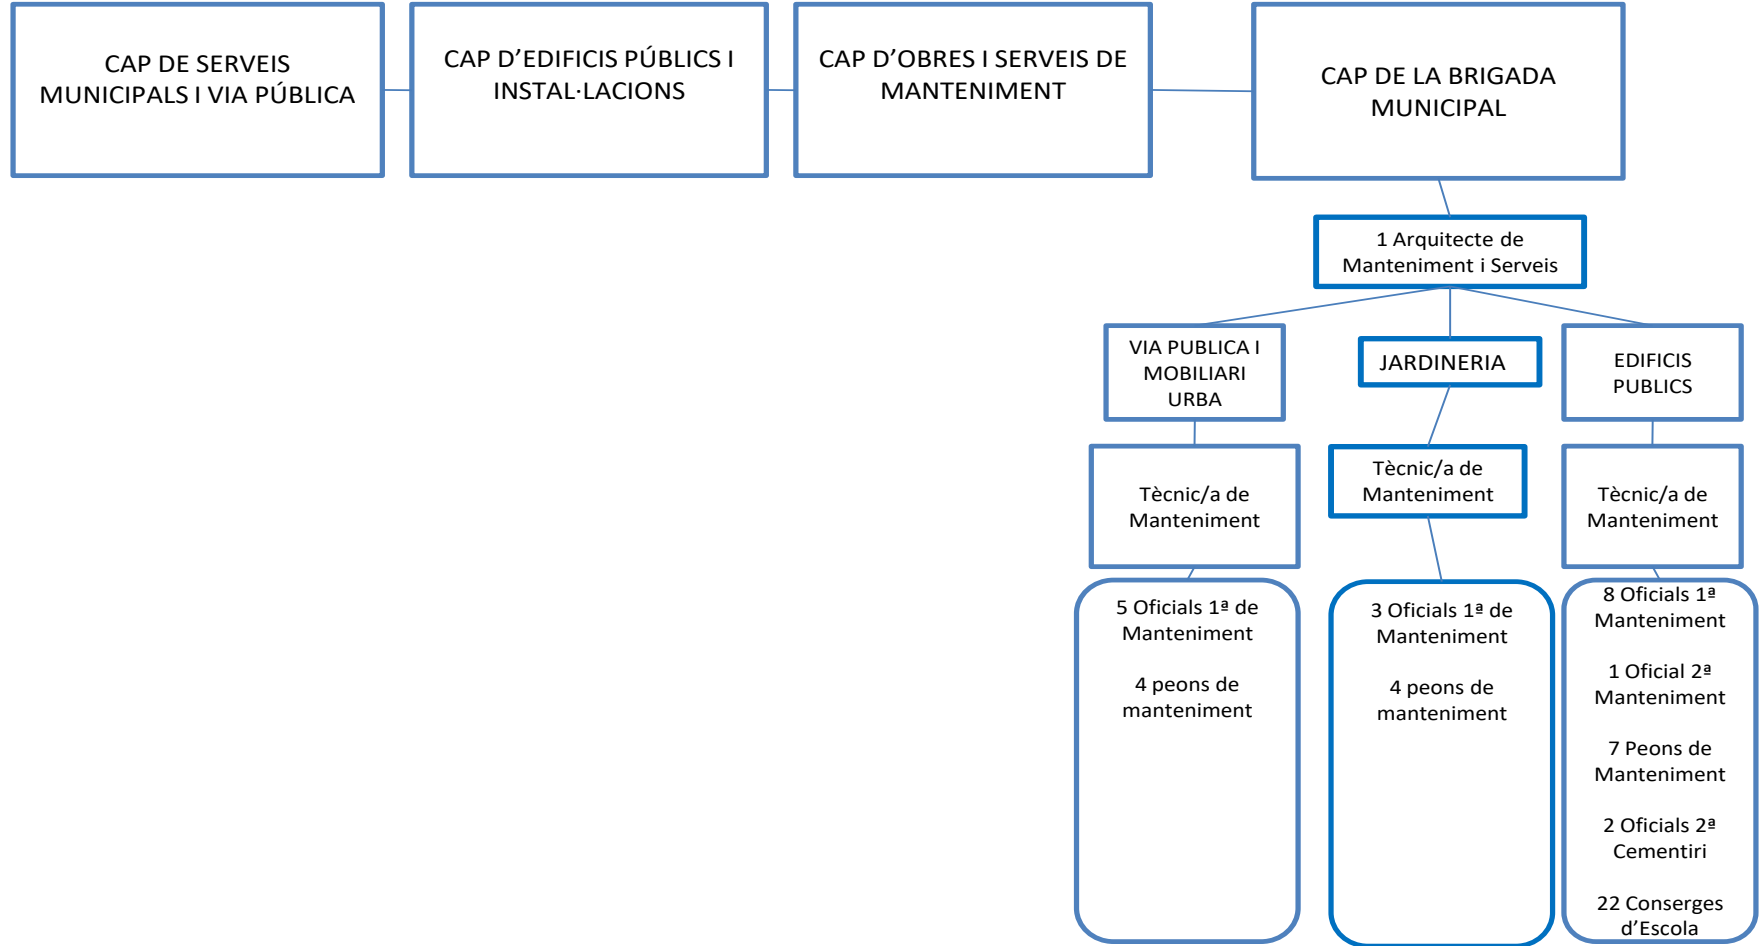 CAP DE SERVEIS
MUNICIPALS I VIA PÚBLICA
CAP D’EDIFICIS PÚBLICS I
INSTAL·LACIONS
CAP D’OBRES I SERVEIS DE
MANTENIMENT
CAP DE LA BRIGADA
MUNICIPAL
1 Arquitecte de
Manteniment i Serveis
VIA PUBLICA I
MOBILIARI
URBA
JARDINERIA
EDIFICIS
PUBLICS
Tècnic/a de
Manteniment
Tècnic/a de
Manteniment
Tècnic/a de
Manteniment
5 Oficials 1ª de
Manteniment
4 peons de
manteniment
3 Oficials 1ª de
Manteniment
4 peons de
manteniment
8 Oficials 1ª
Manteniment
1 Oficial 2ª
Manteniment
7 Peons de
Manteniment
2 Oficials 2ª
Cementiri
22 Conserges
d’Escola